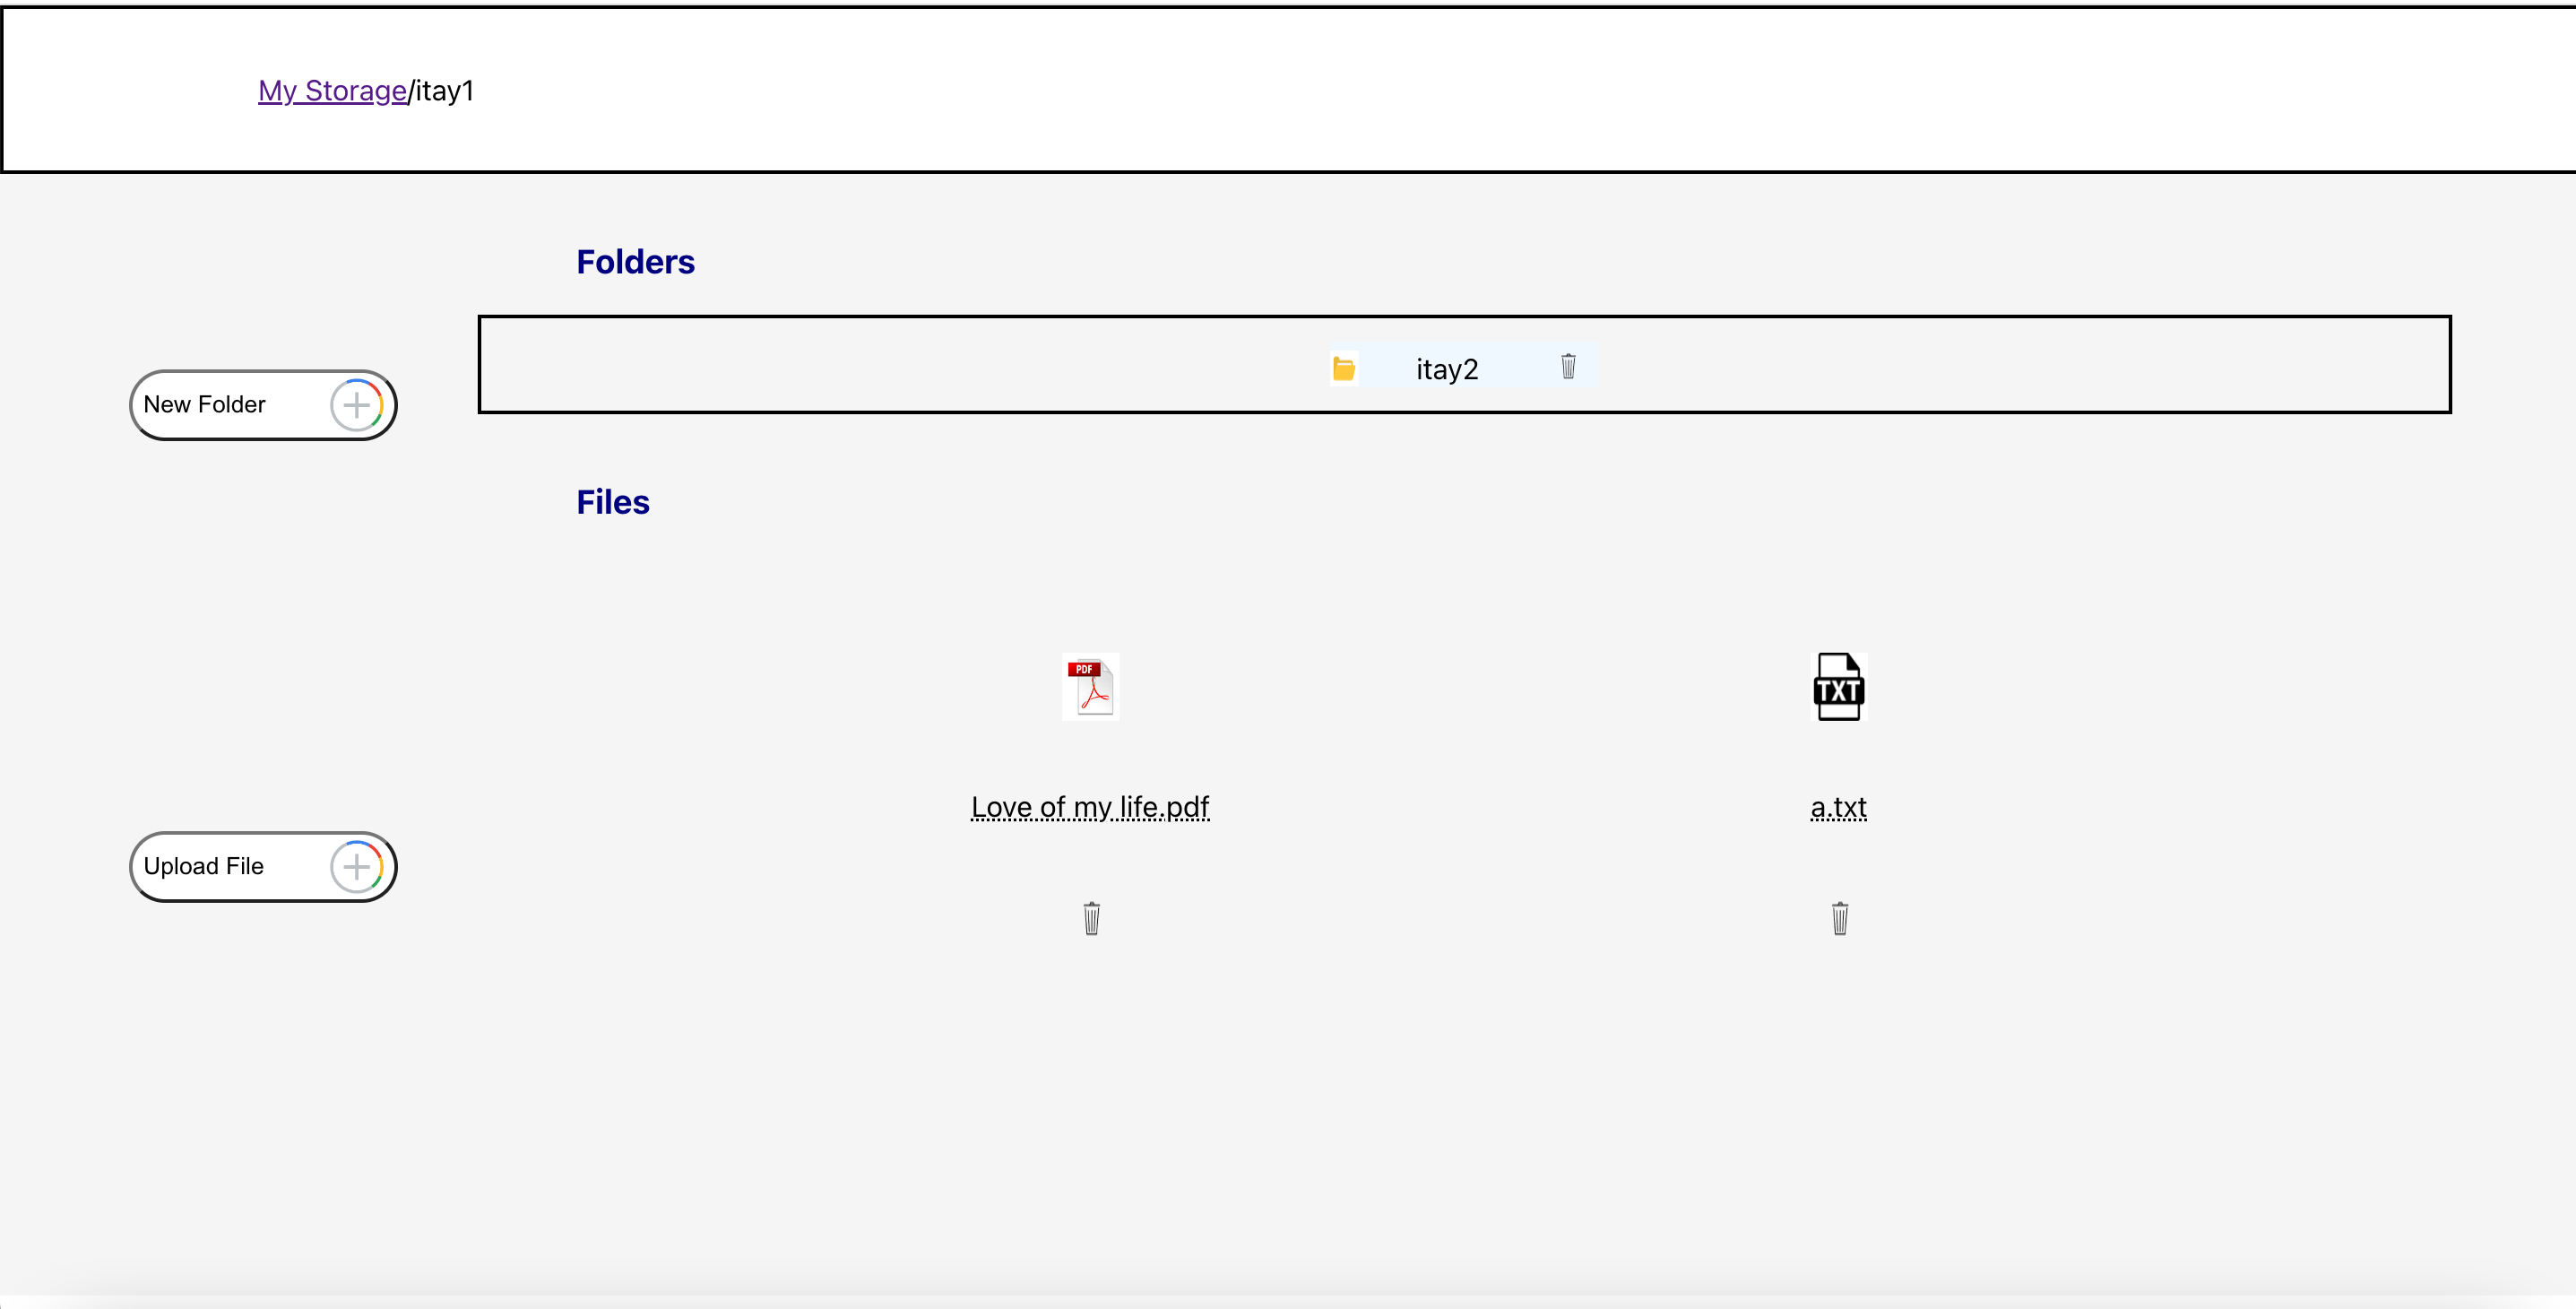 My Storage/itay1
Folders
itay2
New Folder
Files
PDF
TXT
Love of my life.pdf
a.txt
Upload File